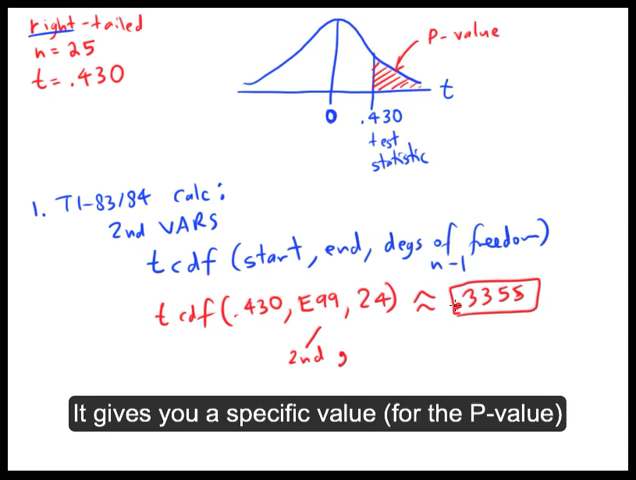 right-tailed
n = 25
t = .430
P-value
t
0
.430
test
statistic
1. TI-83/84 calc:
2nd VARS
tcdf (start, end, degs of freedom)
n-1
tcdf (.430, E99, 24) ≈ .3355
2nd ,
It gives you a specific value (for the P-value)